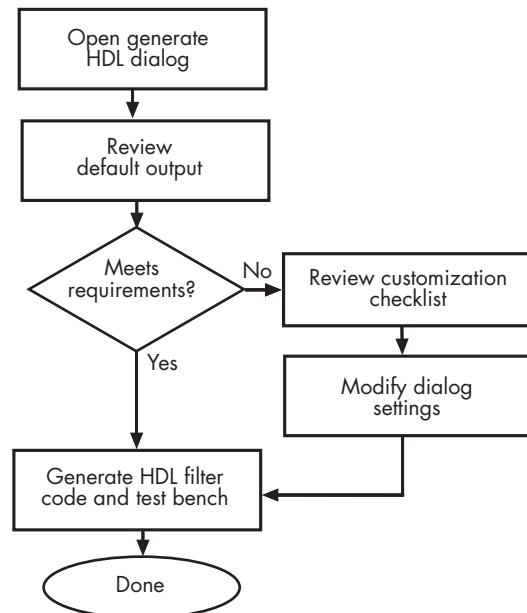 Open generate
HDL dialog
Review
default output
Meets
requirements?
No
Review customization
checklist
Yes
Modify dialog
settings
Generate HDL filter
code and test bench
Done